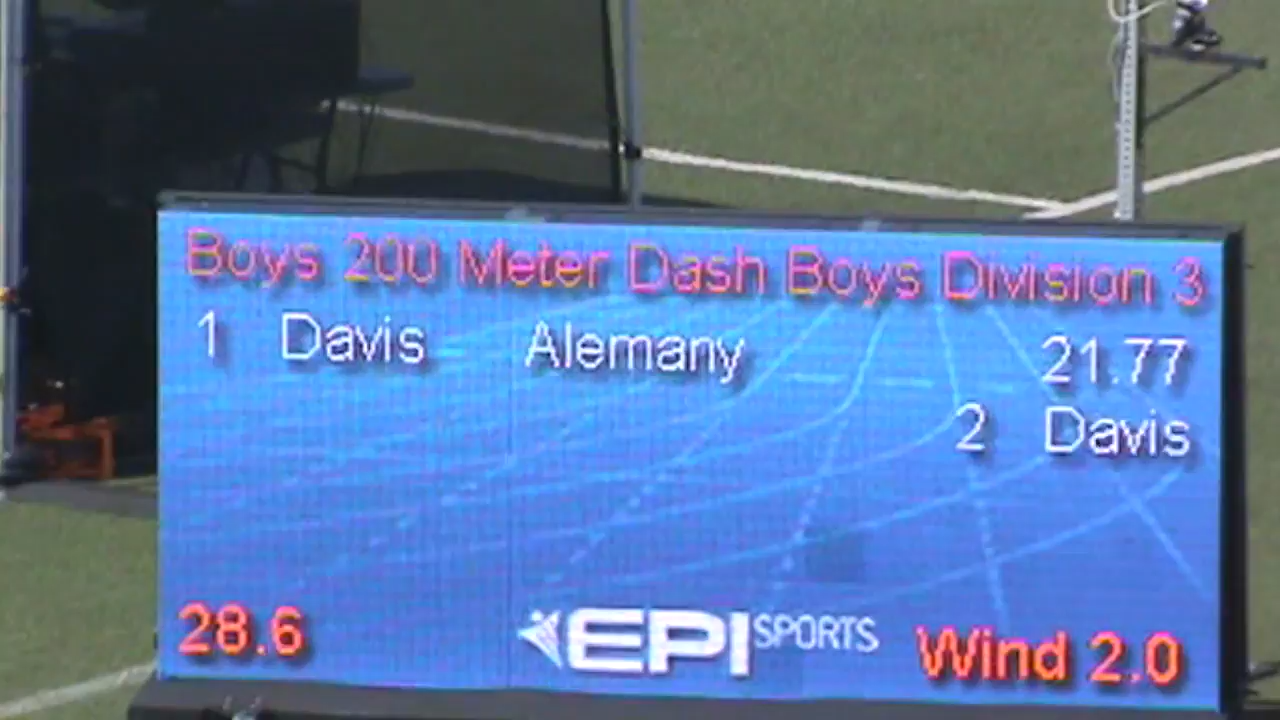 Boys 200 Meter Dash Boys Division 3
1 Davis Alemany 21.77
2 Davis
28.6 EPI SPORTS Wind 2.0